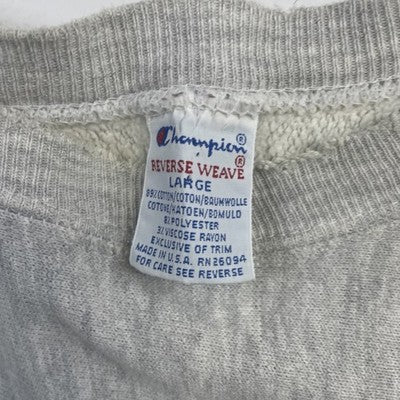 Champion®
REVERSE WEAVE®
LARGE
89% COTTON/COTON/BAUMWOLLE
COTONE/KATOEN/BOMULD
8% POLYESTER
3% VISCOSE RAYON
EXCLUSIVE OF TRIM
MADE IN U.S.A. RN26094
FOR CARE SEE REVERSE